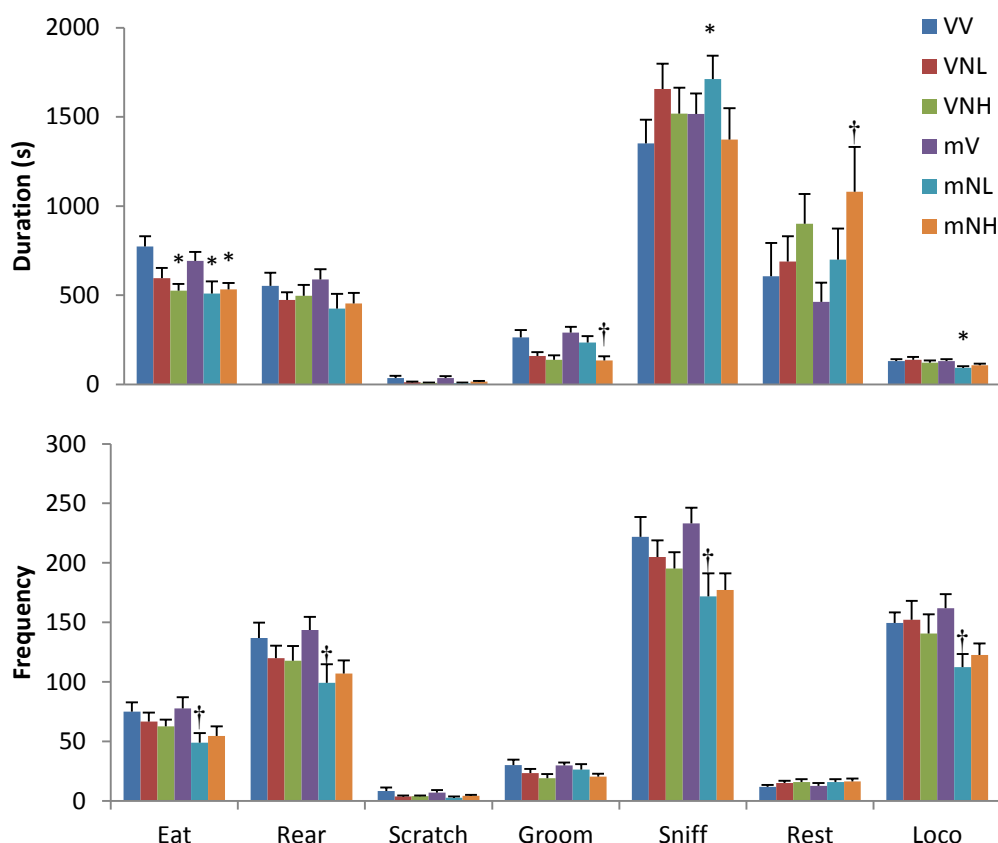 2000
1500
1000
500
0
Duration (s)
* * *
†
*
†
*
VV
VNL
VNH
mV
mNL
mNH
300
250
200
150
100
50
0
Frequency
†
†
†
†
Eat Rear Scratch Groom Sniff Rest Loco